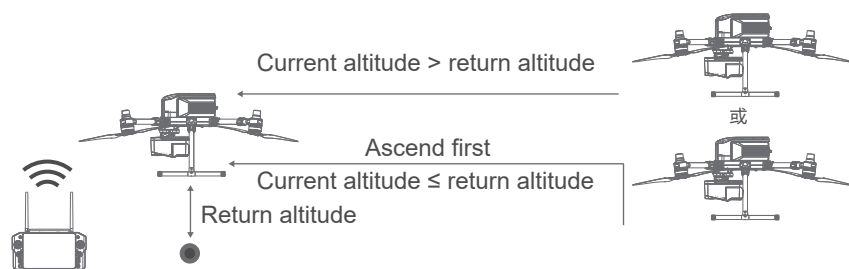 Current altitude > return altitude
或
Ascend first
Current altitude ≤ return altitude
Return altitude